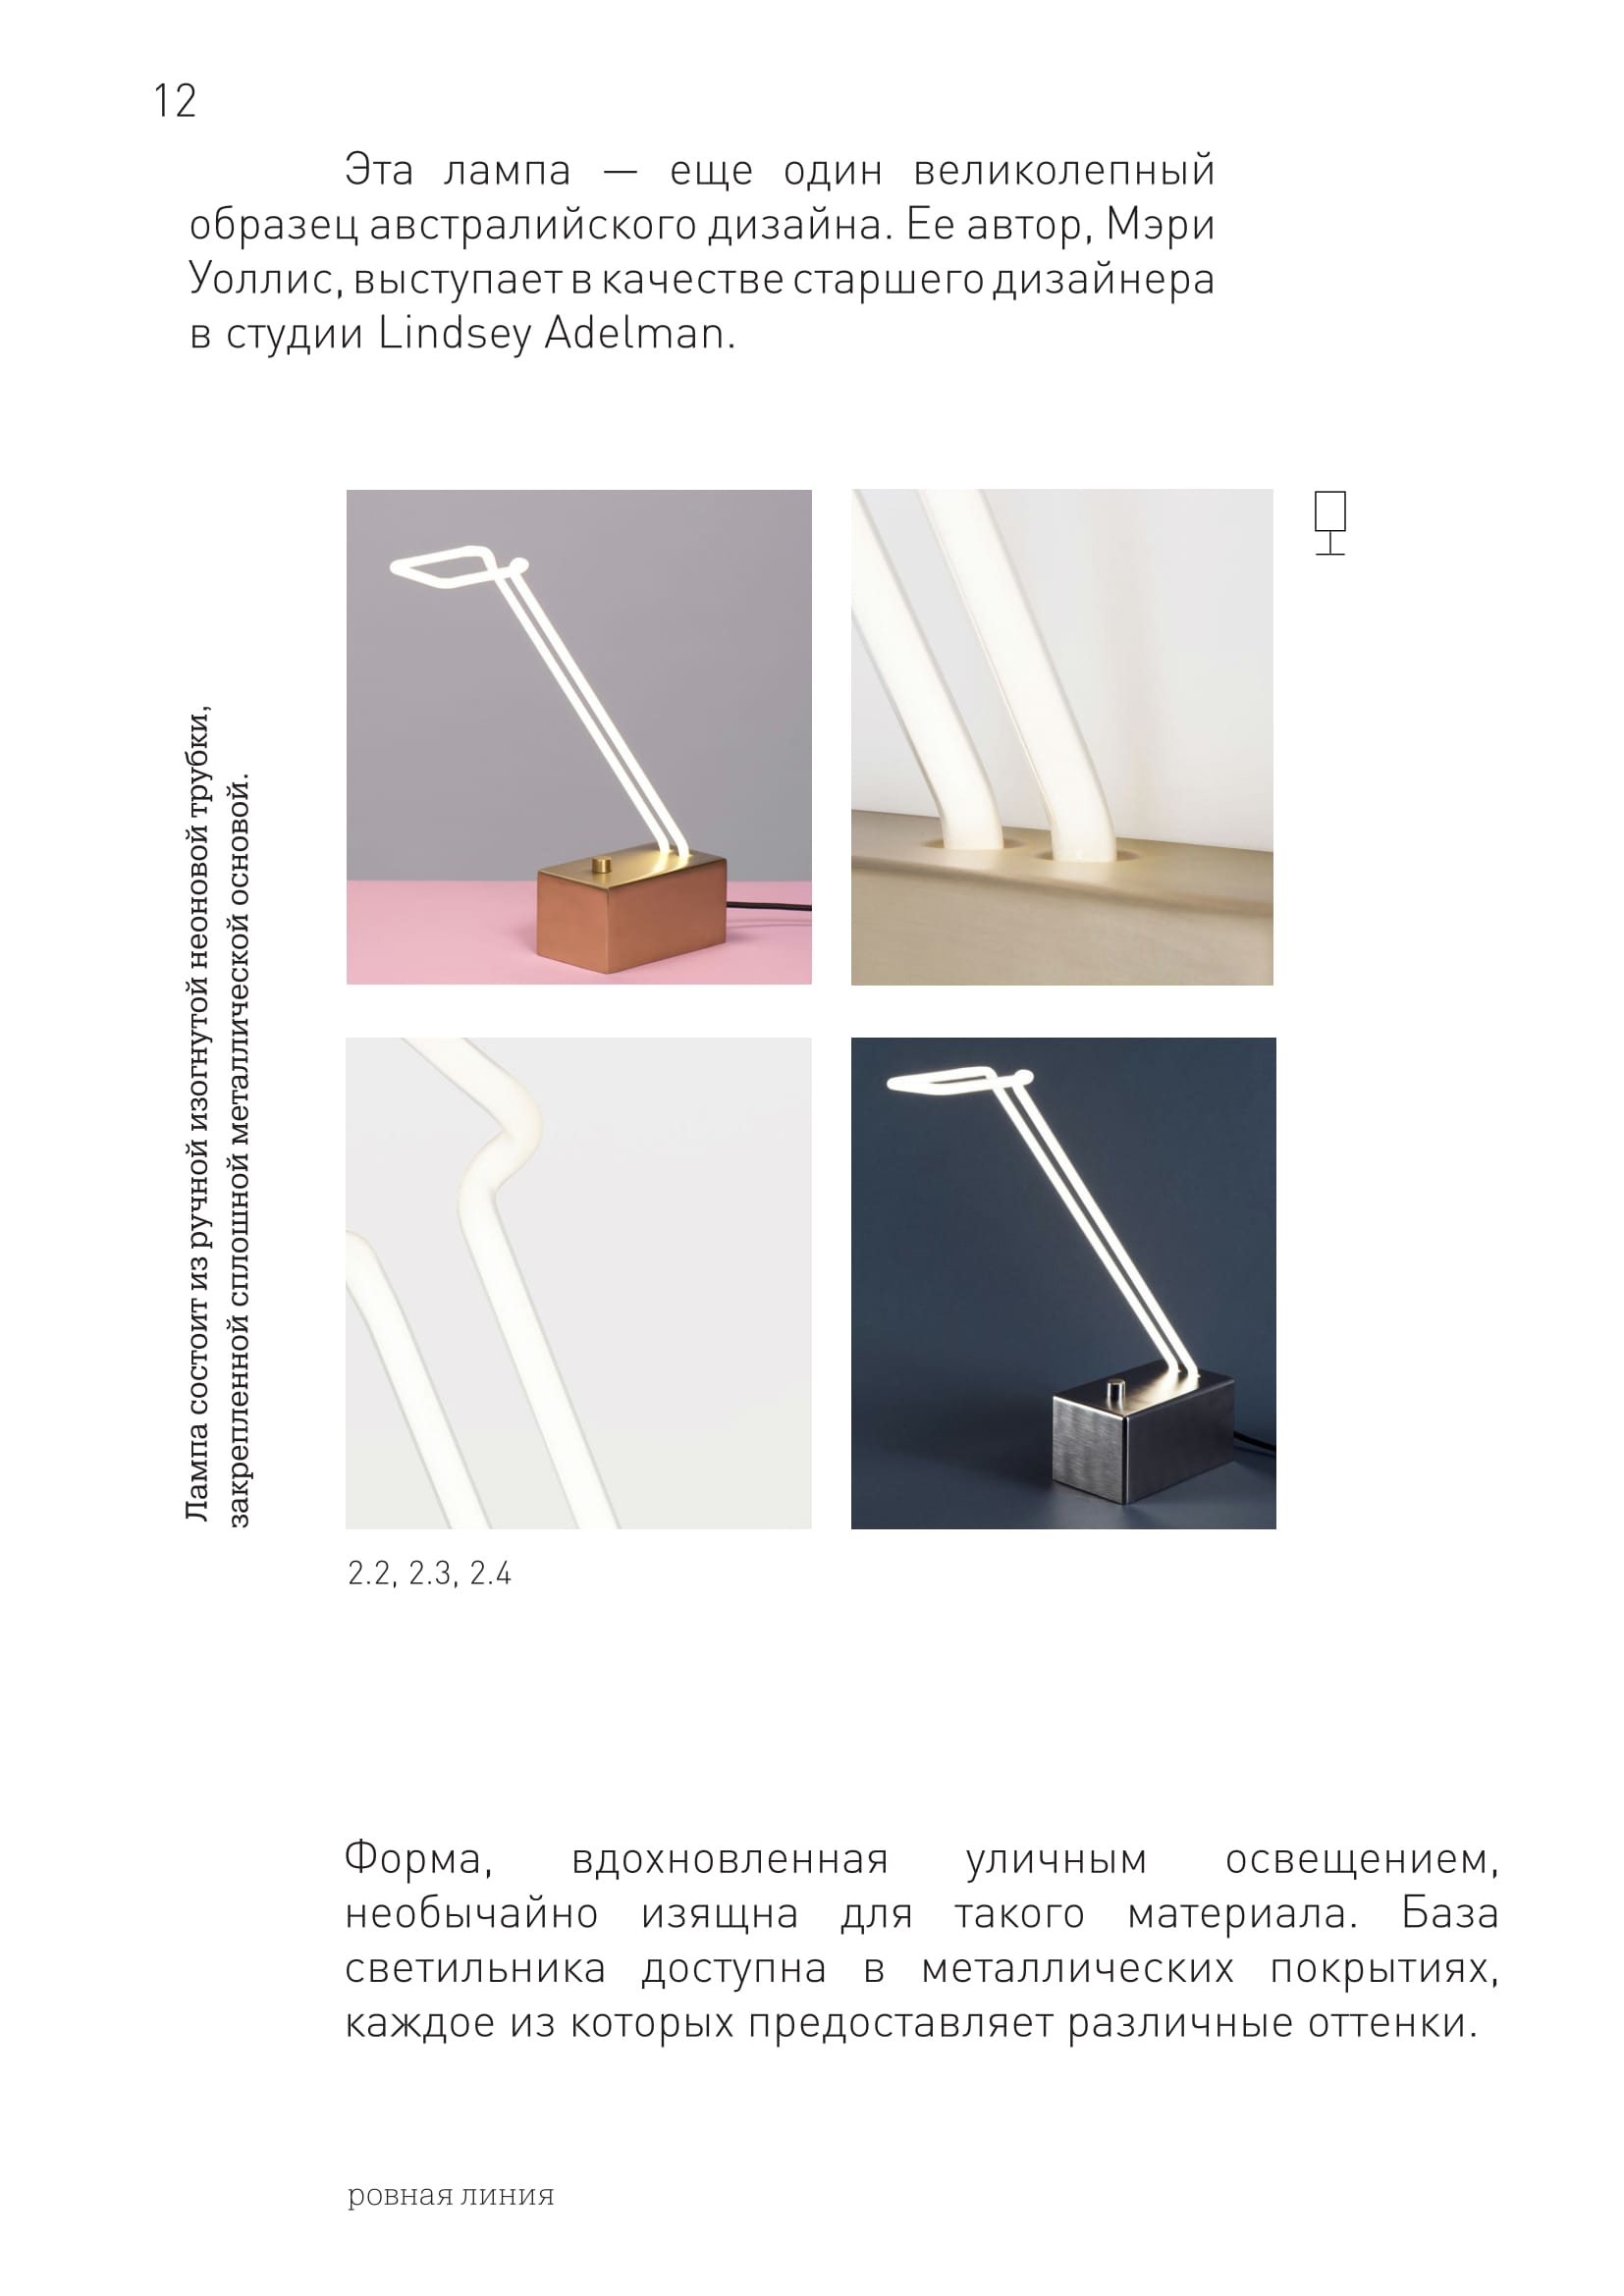 12
Эта лампа — еще один великолепный
образец австралийского дизайна. Ее автор, Мэри
Уоллис, выступает в качестве старшего дизайнера
в студии Lindsey Adelman.
Лампа состоит из ручной изогнутой неоновой трубки,
закрепленной сплошной металлической основой.
2.2, 2.3, 2.4
Форма, вдохновленная уличным освещением,
необычайно изящна для такого материала. База
светильника доступна в металлических покрытиях,
каждое из которых предоставляет различные оттенки.
ровная линия